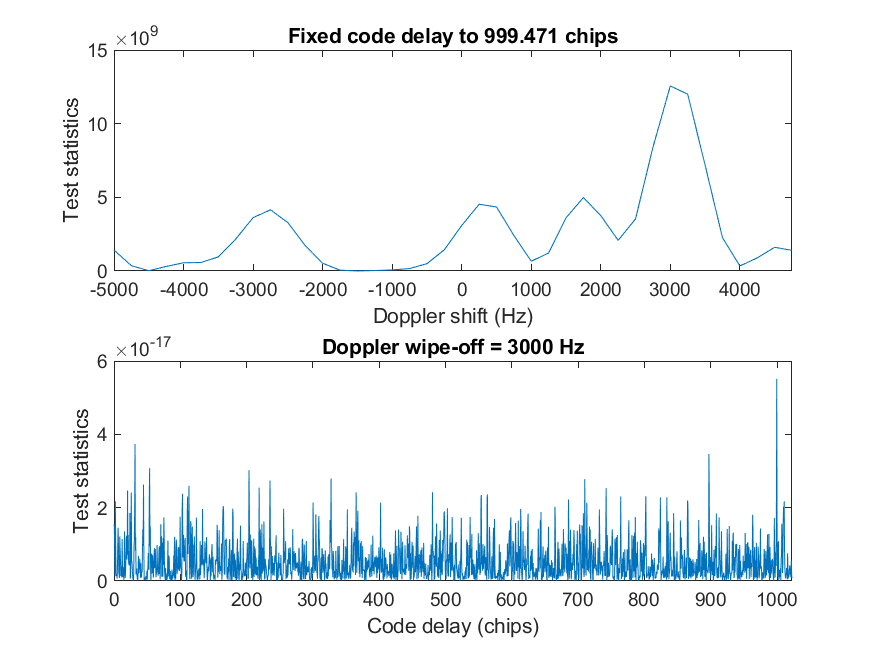 ×10^9
Fixed code delay to 999.471 chips
15
10
5
0
Test statistics
-5000 -4000 -3000 -2000 -1000 0 1000 2000 3000 4000
Doppler shift (Hz)
×10^-17
Doppler wipe-off = 3000 Hz
6
4
2
0
Test statistics
0 100 200 300 400 500 600 700 800 900 1000
Code delay (chips)